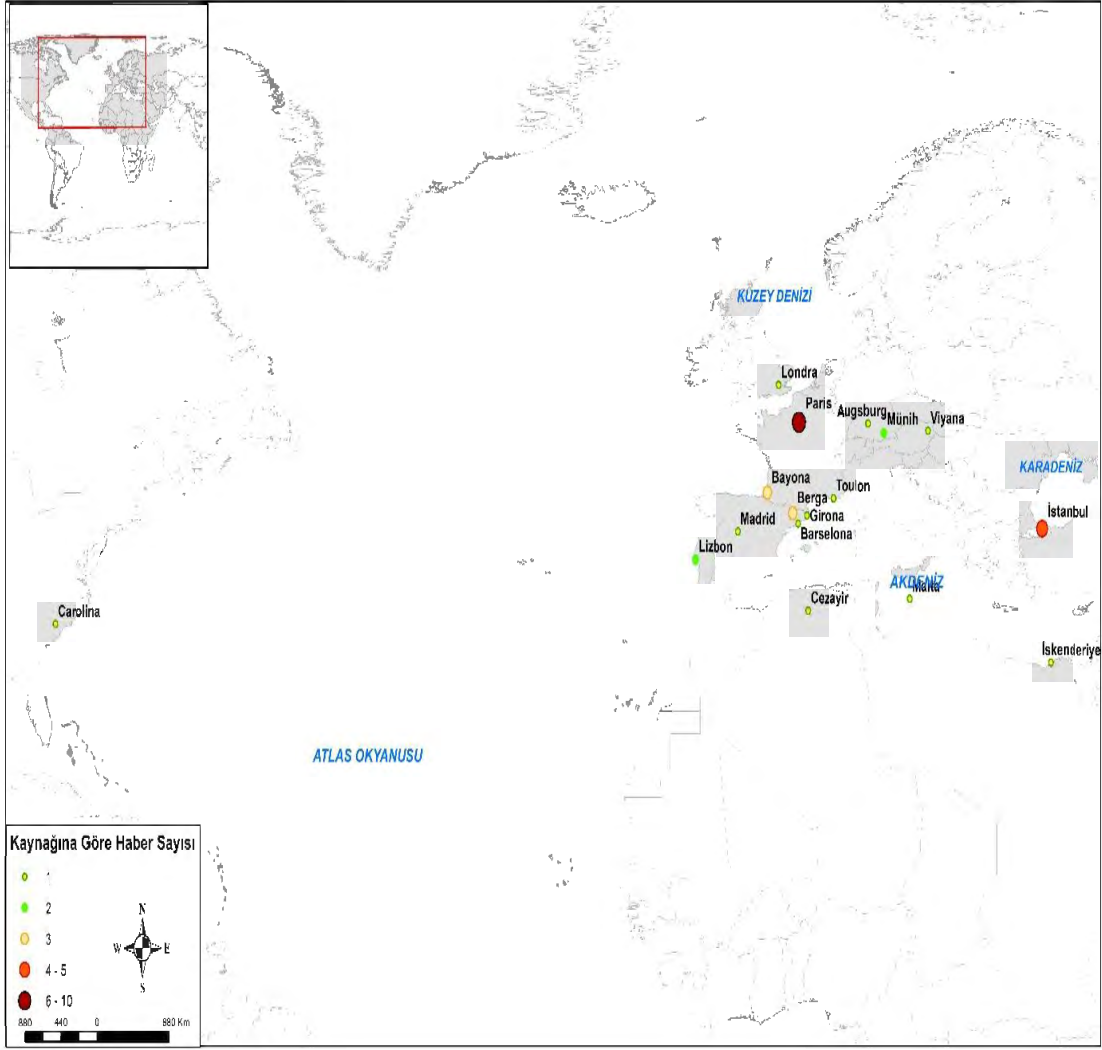 KUZEY DENİZİ
Londra
Paris
Augsburg
Münih
Viyana
Bayona
Toulon
Berga
Girona
Barselona
Madrid
Lizbon
KARADENİZ
İstanbul
AKDENİZ
Malta
Cezayir
İskenderiye
Carolina
ATLAS OKYANUSU
Kaynağına Göre Haber Sayısı
1
2
3
4 - 5
6 - 10
N
W E
S
880 440 0 880 Km